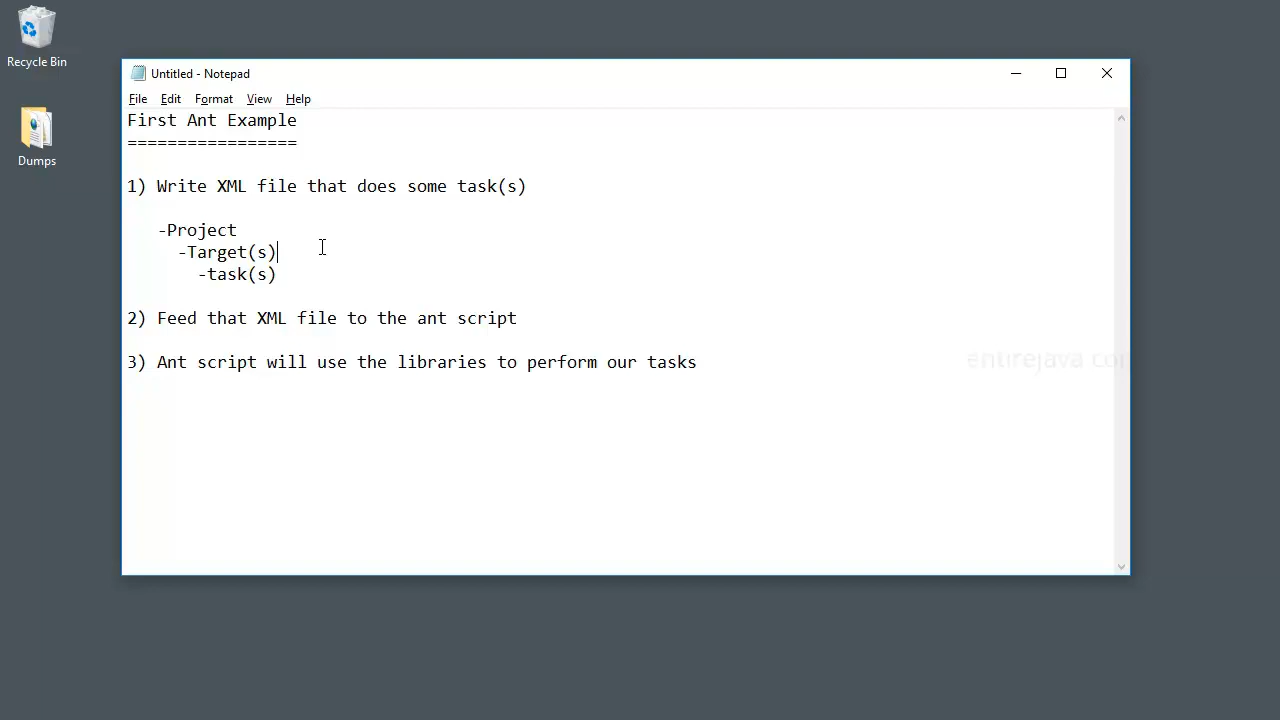 Recycle Bin
Dumps
Untitled - Notepad
File Edit Format View Help
First Ant Example
=================
1) Write XML file that does some task(s)
-Project
-Target(s)
-task(s)
2) Feed that XML file to the ant script
3) Ant script will use the libraries to perform our tasks
entirejava